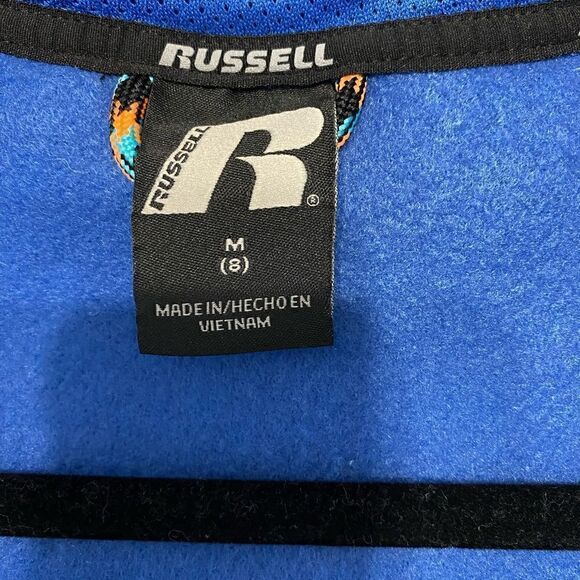 RUSSELL
RUSSELL
R
®
M
(8)
MADE IN/HECHO EN
VIETNAM